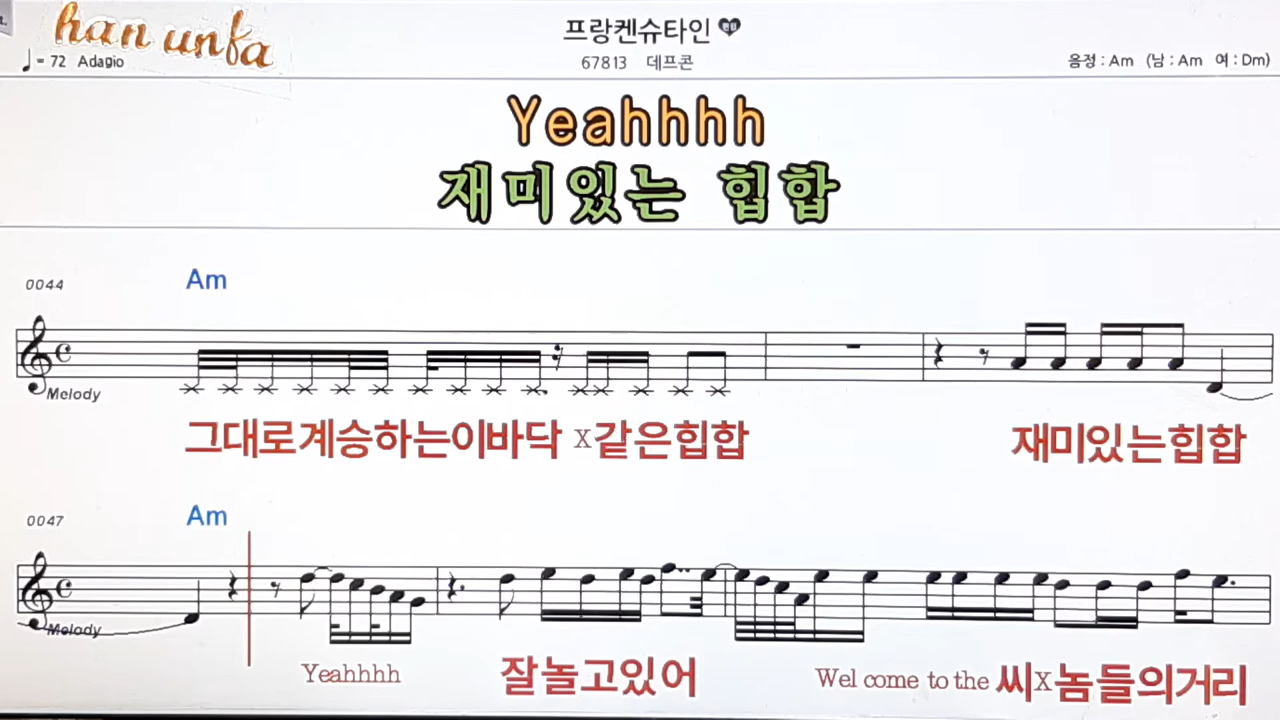 han unfa
프랑켄슈타인
♩= 72 Adagio
67813 데프콘
음정 : Am (남 : Am 여 : Dm)
Yeahhhh
재미있는 힙합
0044
Am
Melody
그대로계승하는이바닥 X같은힙합 재미있는힙합
0047
Am
Melody
Yeahhhh 잘놀고있어 Wel come to the 씨X놈들의거리